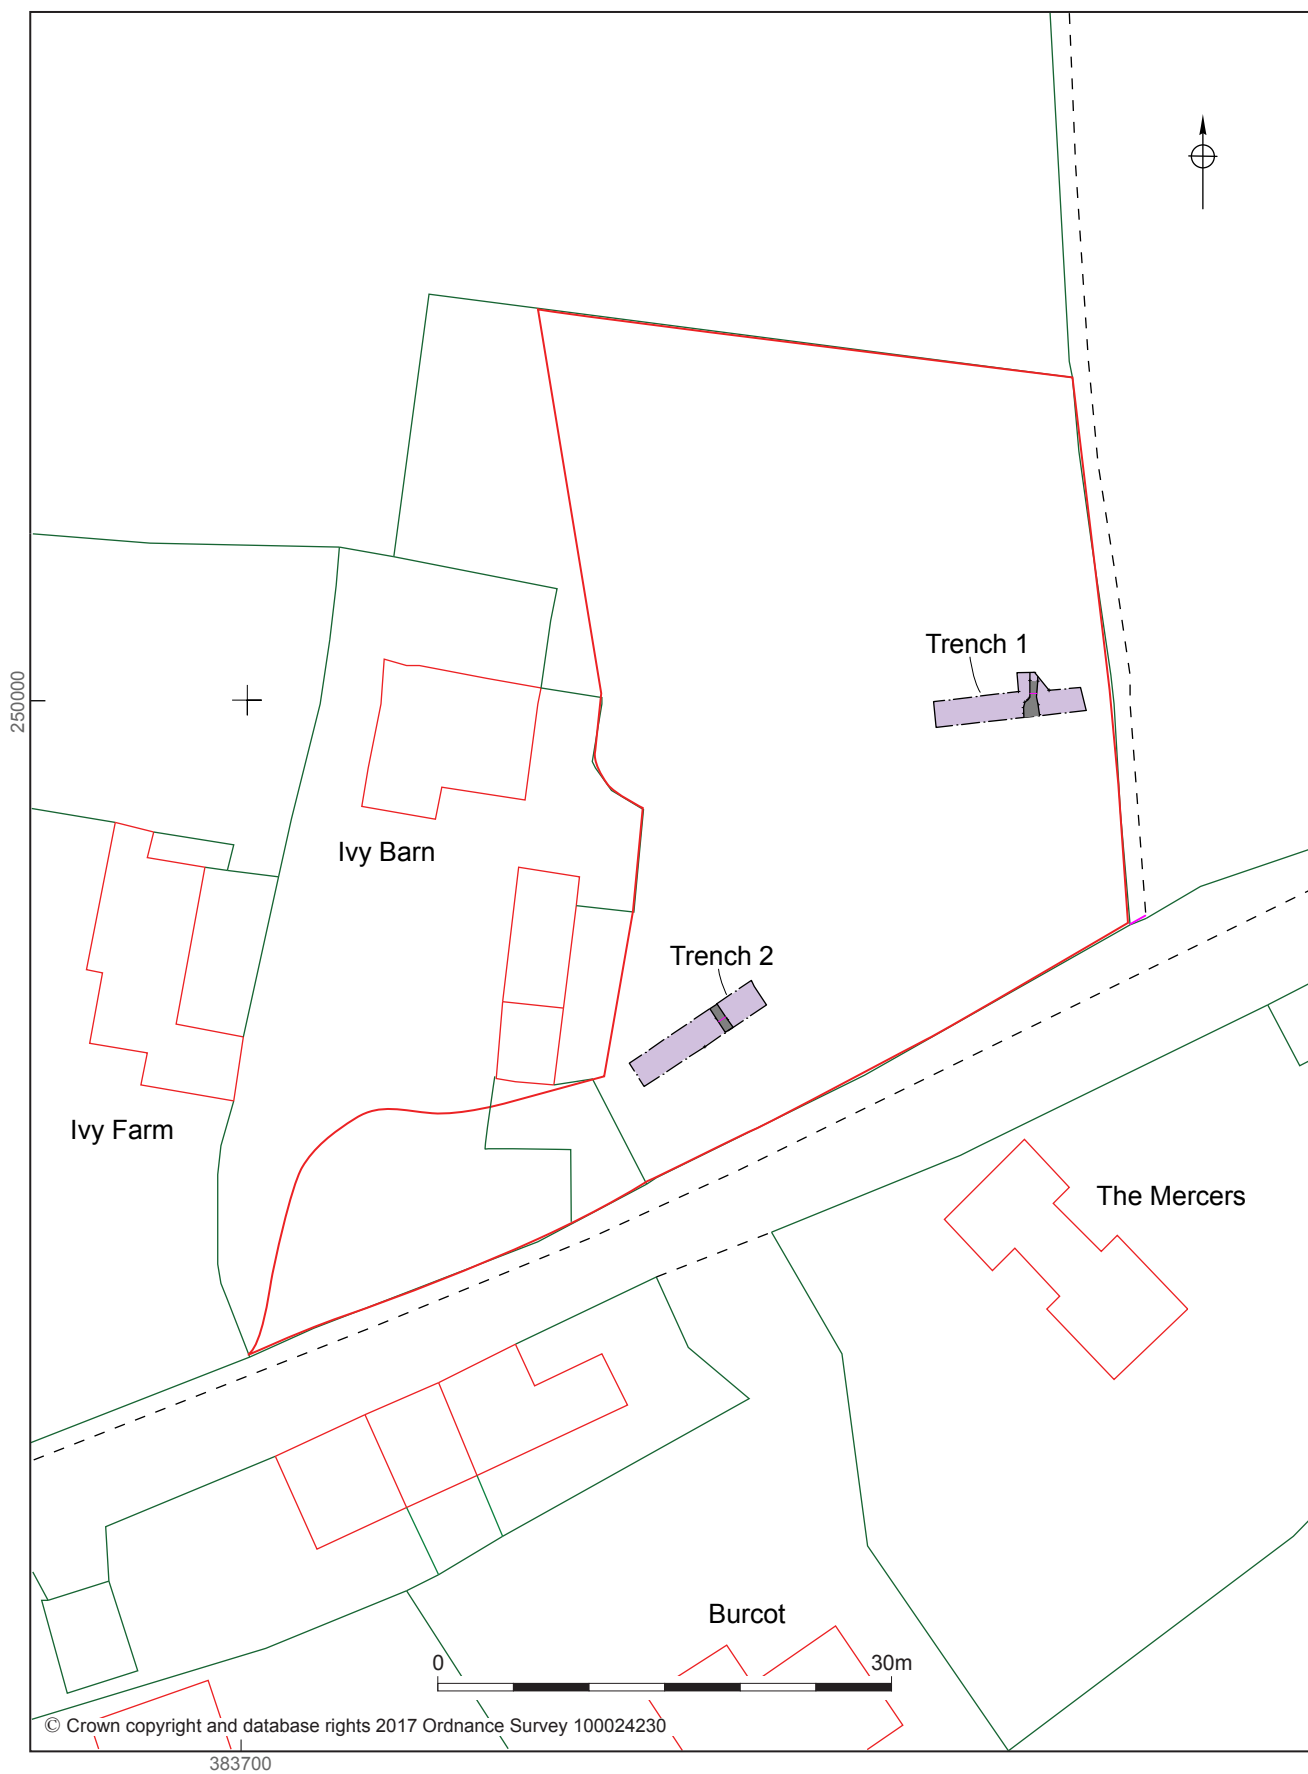 Trench 1
250000
Ivy Barn
Trench 2
Ivy Farm
The Mercers
Burcot
0 30m
© Crown copyright and database rights 2017 Ordnance Survey 100024230
383700